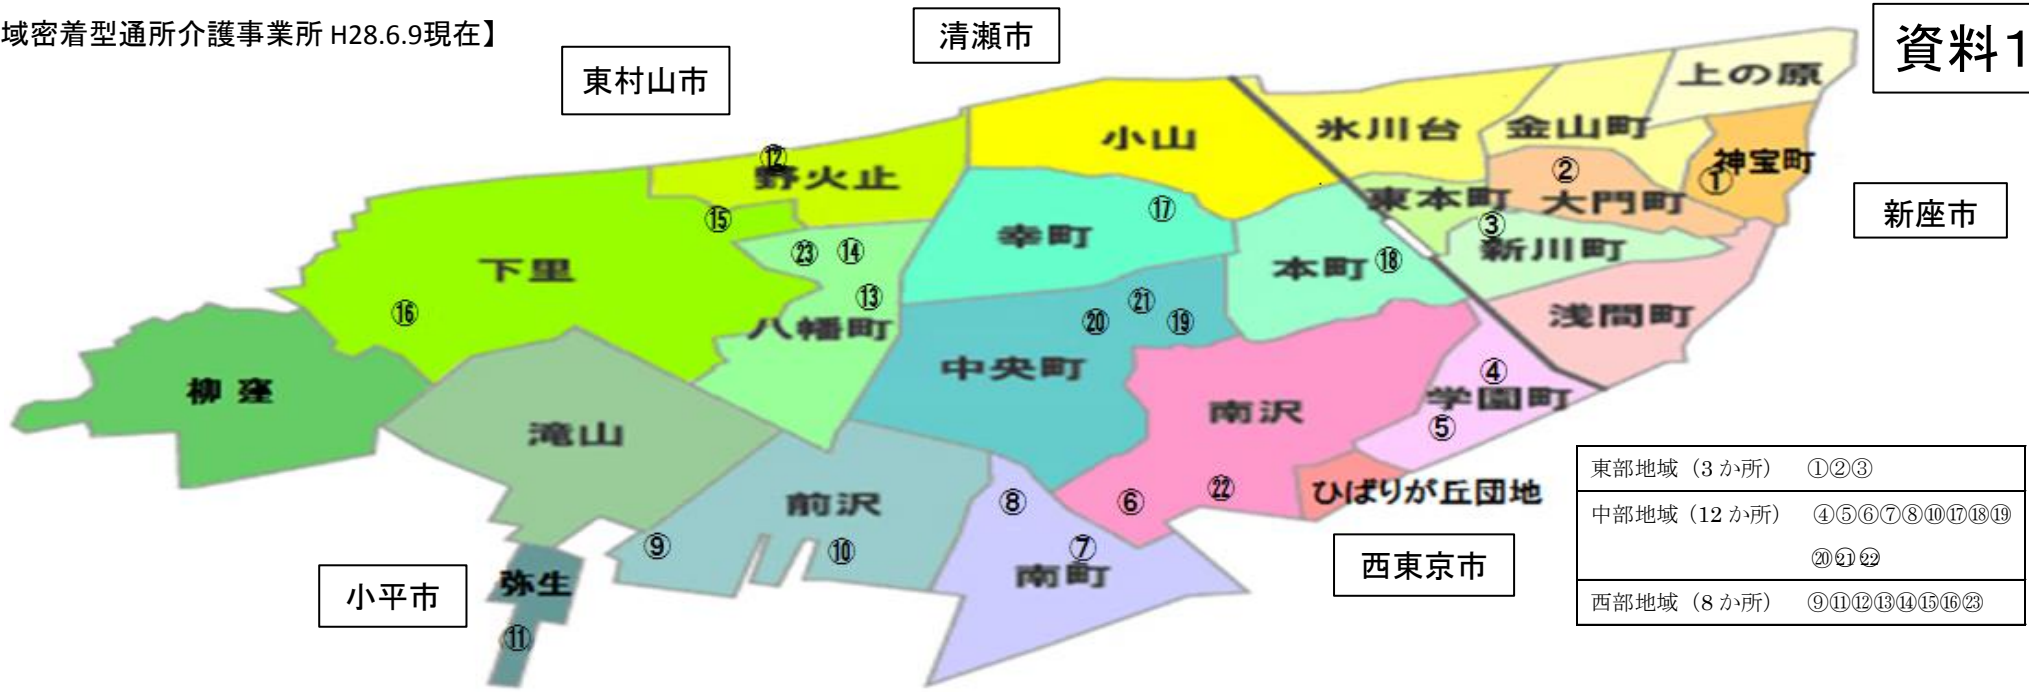 域密着型通所介護事業所 H28.6.9現在】
清瀬市
資料1
東村山市
上の原
小山
氷川台
金山町
⑫
野火止
②
①
神宝町
東本町
大門町
新座市
⑮
⑰
③
幸町
新川町
㉓
⑭
下里
本町
⑱
⑬
⑯
八幡町
⑳
㉑
⑲
浅間町
柳窪
中央町
④
学園町
滝山
南沢
⑤
前沢
⑧
⑥
㉒
ひばりが丘団地
⑨
⑩
⑦
南町
西東京市
小平市
弥生
⑪
東部地域（3か所） ①②③
中部地域（12か所） ④⑤⑥⑦⑧⑩⑰⑱⑲
⑳㉑㉒
西部地域（8か所） ⑨⑪⑫⑬⑭⑮⑯㉓